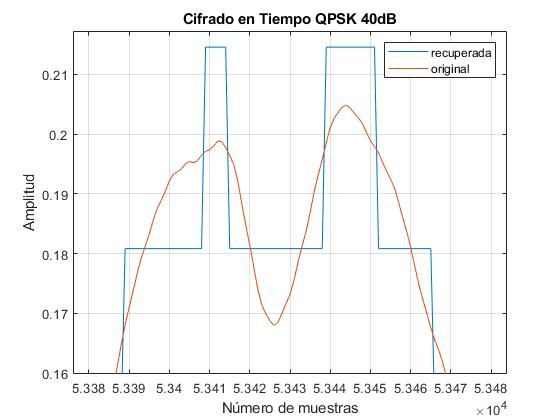 Cifrado en Tiempo QPSK 40dB
recuperada
original
0.21
0.2
0.19
0.18
0.17
0.16
Amplitud
5.338 5.339 5.34 5.341 5.342 5.343 5.344 5.345 5.346 5.347 5.348
Número de muestras
×10⁴